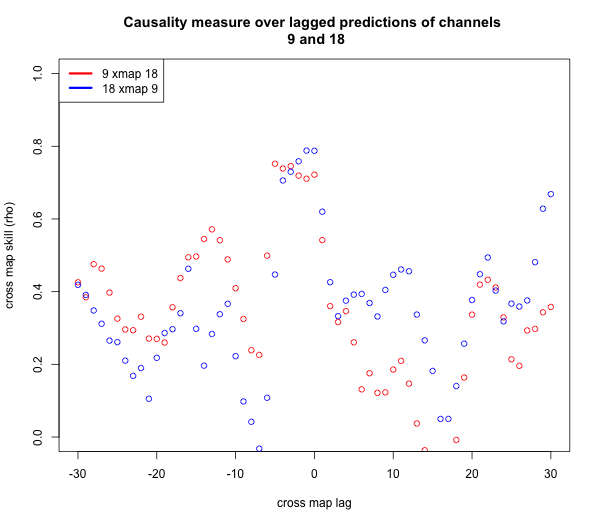 Causality measure over lagged predictions of channels
9 and 18
9 xmap 18
18 xmap 9
cross map skill (rho)
1.0
0.8
0.6
0.4
0.2
0.0
-30 -20 -10 0 10 20 30
cross map lag